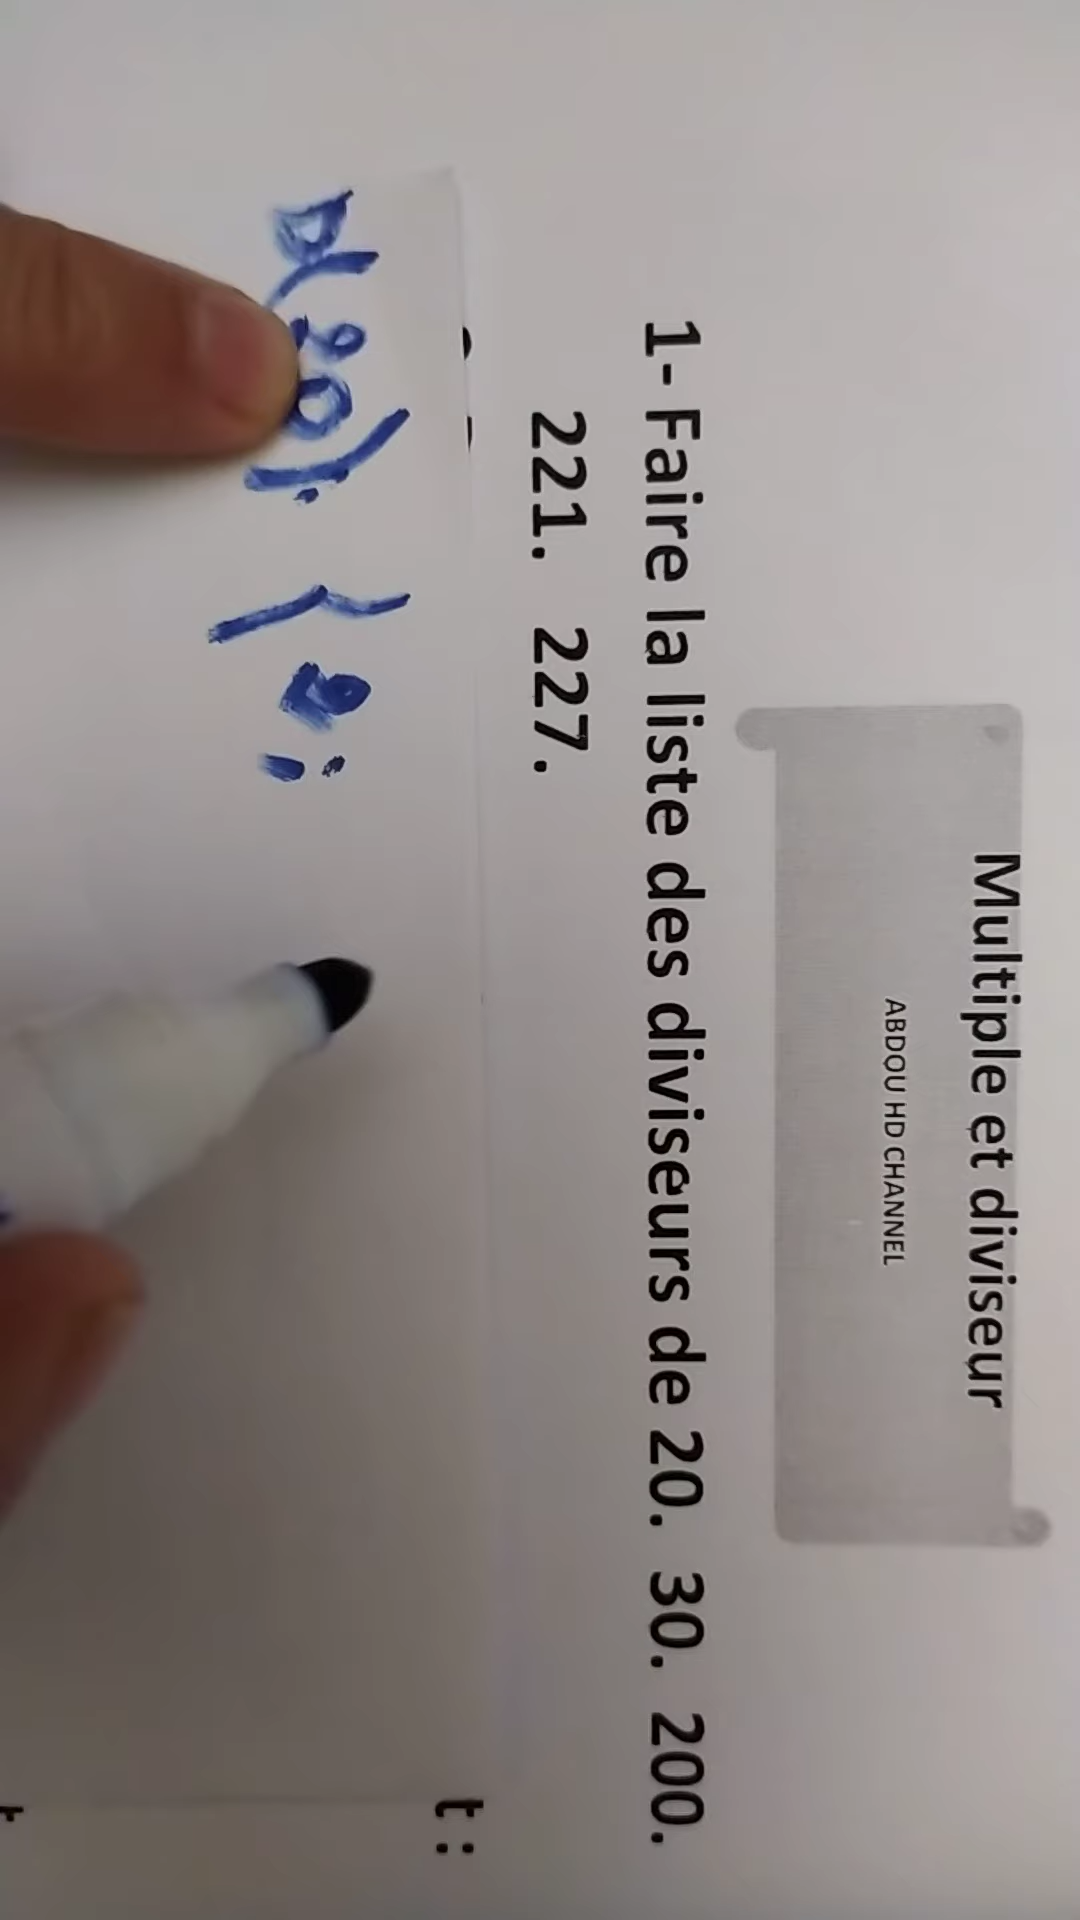 Multiple et diviseur
ABDOU HD CHANNEL
1- Faire la liste des diviseurs de 20. 30. 200.
221. 227.
t :
D(20): {2;